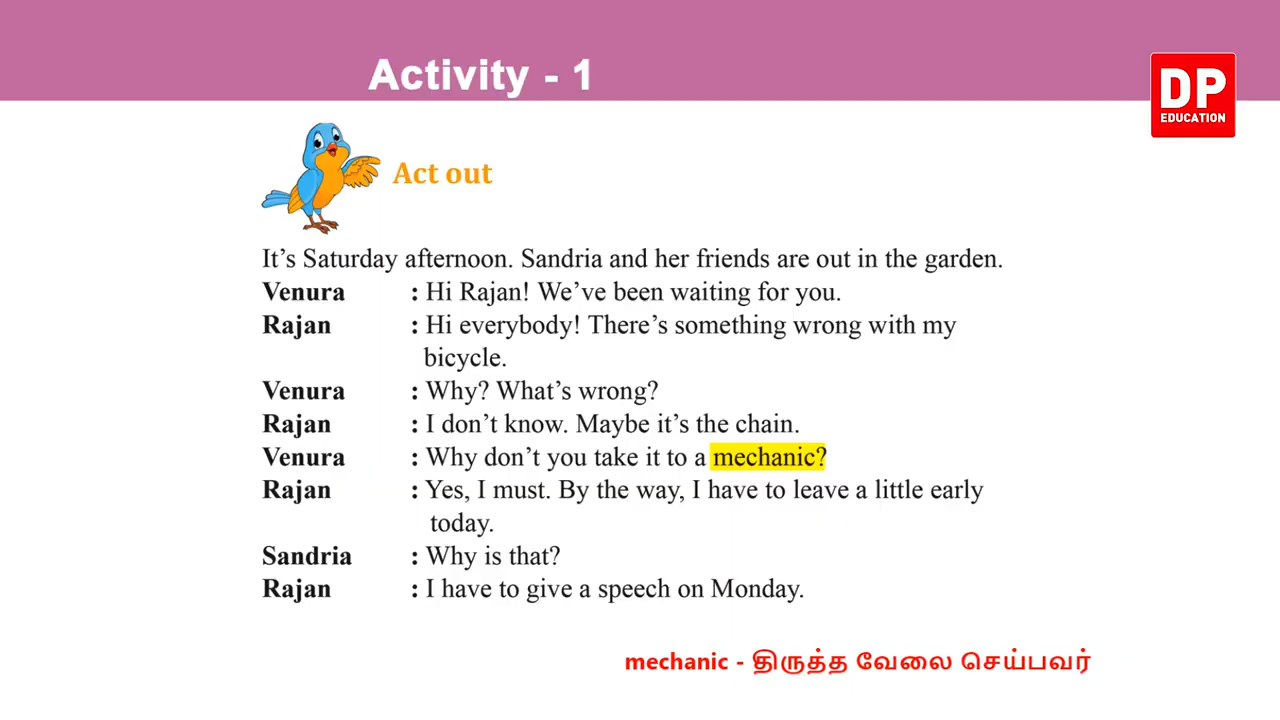 Activity - 1
DP
EDUCATION
Act out
It's Saturday afternoon. Sandria and her friends are out in the garden.
Venura : Hi Rajan! We've been waiting for you.
Rajan : Hi everybody! There's something wrong with my
bicycle.
Venura : Why? What's wrong?
Rajan : I don't know. Maybe it's the chain.
Venura : Why don't you take it to a mechanic?
Rajan : Yes, I must. By the way, I have to leave a little early
today.
Sandria : Why is that?
Rajan : I have to give a speech on Monday.
mechanic - திருத்த வேலை செய்பவர்